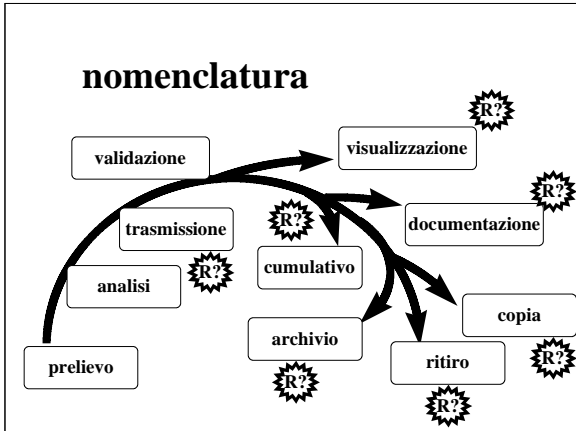 nomenclatura
R?
visualizzazione
validazione
R?
documentazione
trasmissione
R?
cumulativo
R?
analisi
copia
archivio
R?
ritiro
R?
prelievo
R?
R?